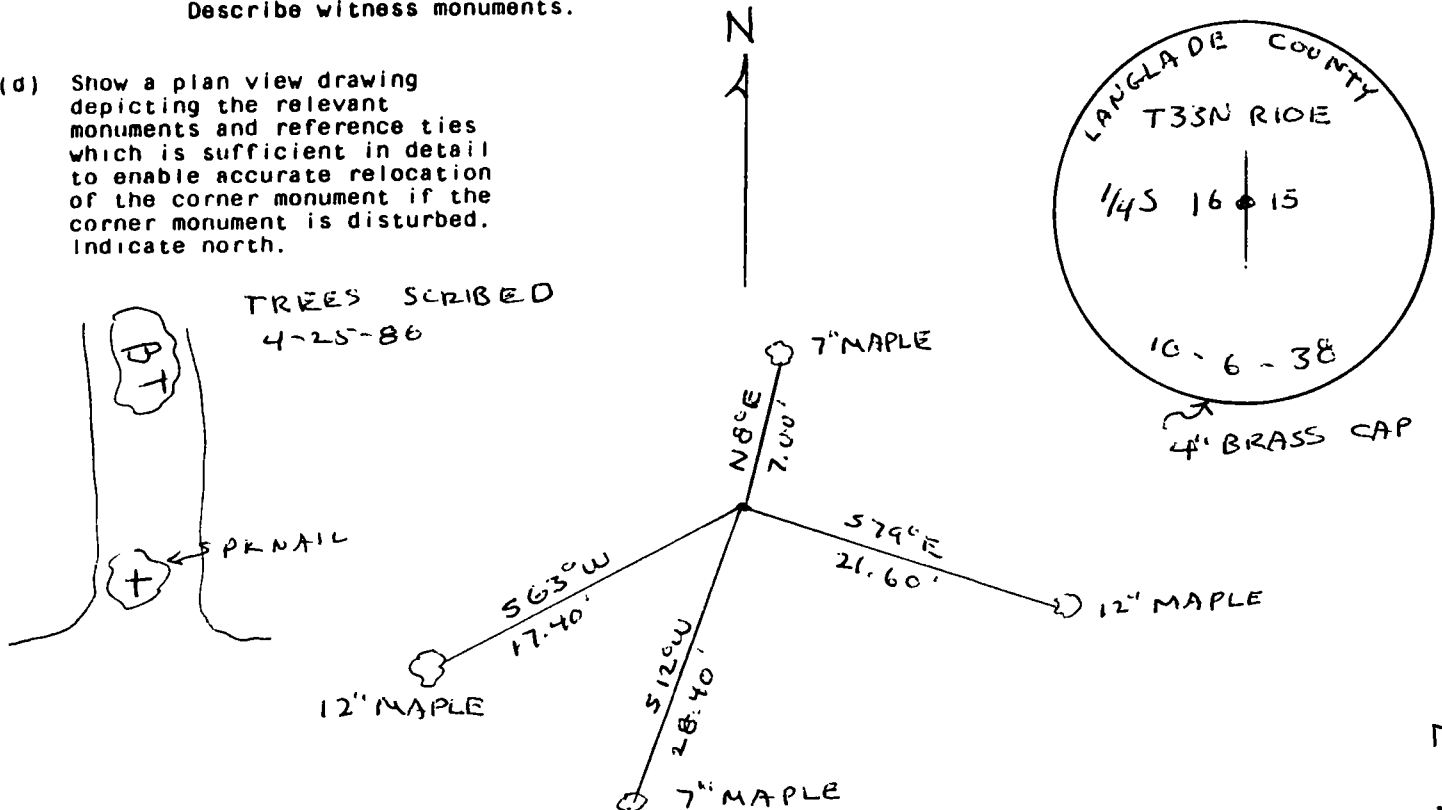 Describe witness monuments.
(d) Show a plan view drawing
depicting the relevant
monuments and reference ties
which is sufficient in detail
to enable accurate relocation
of the corner monument if the
corner monument is disturbed.
Indicate north.
N
LANGLADE COUNTY
T33N R10E
1/4S 16 15
10-6-38
4" BRASS CAP
TREES SCRIBED
4-25-86
BT
PK NAIL
7" MAPLE
N8°E
7.00'
S79°E
21.60'
12" MAPLE
S63°W
17.40'
12" MAPLE
S12°W
28.40'
7" MAPLE